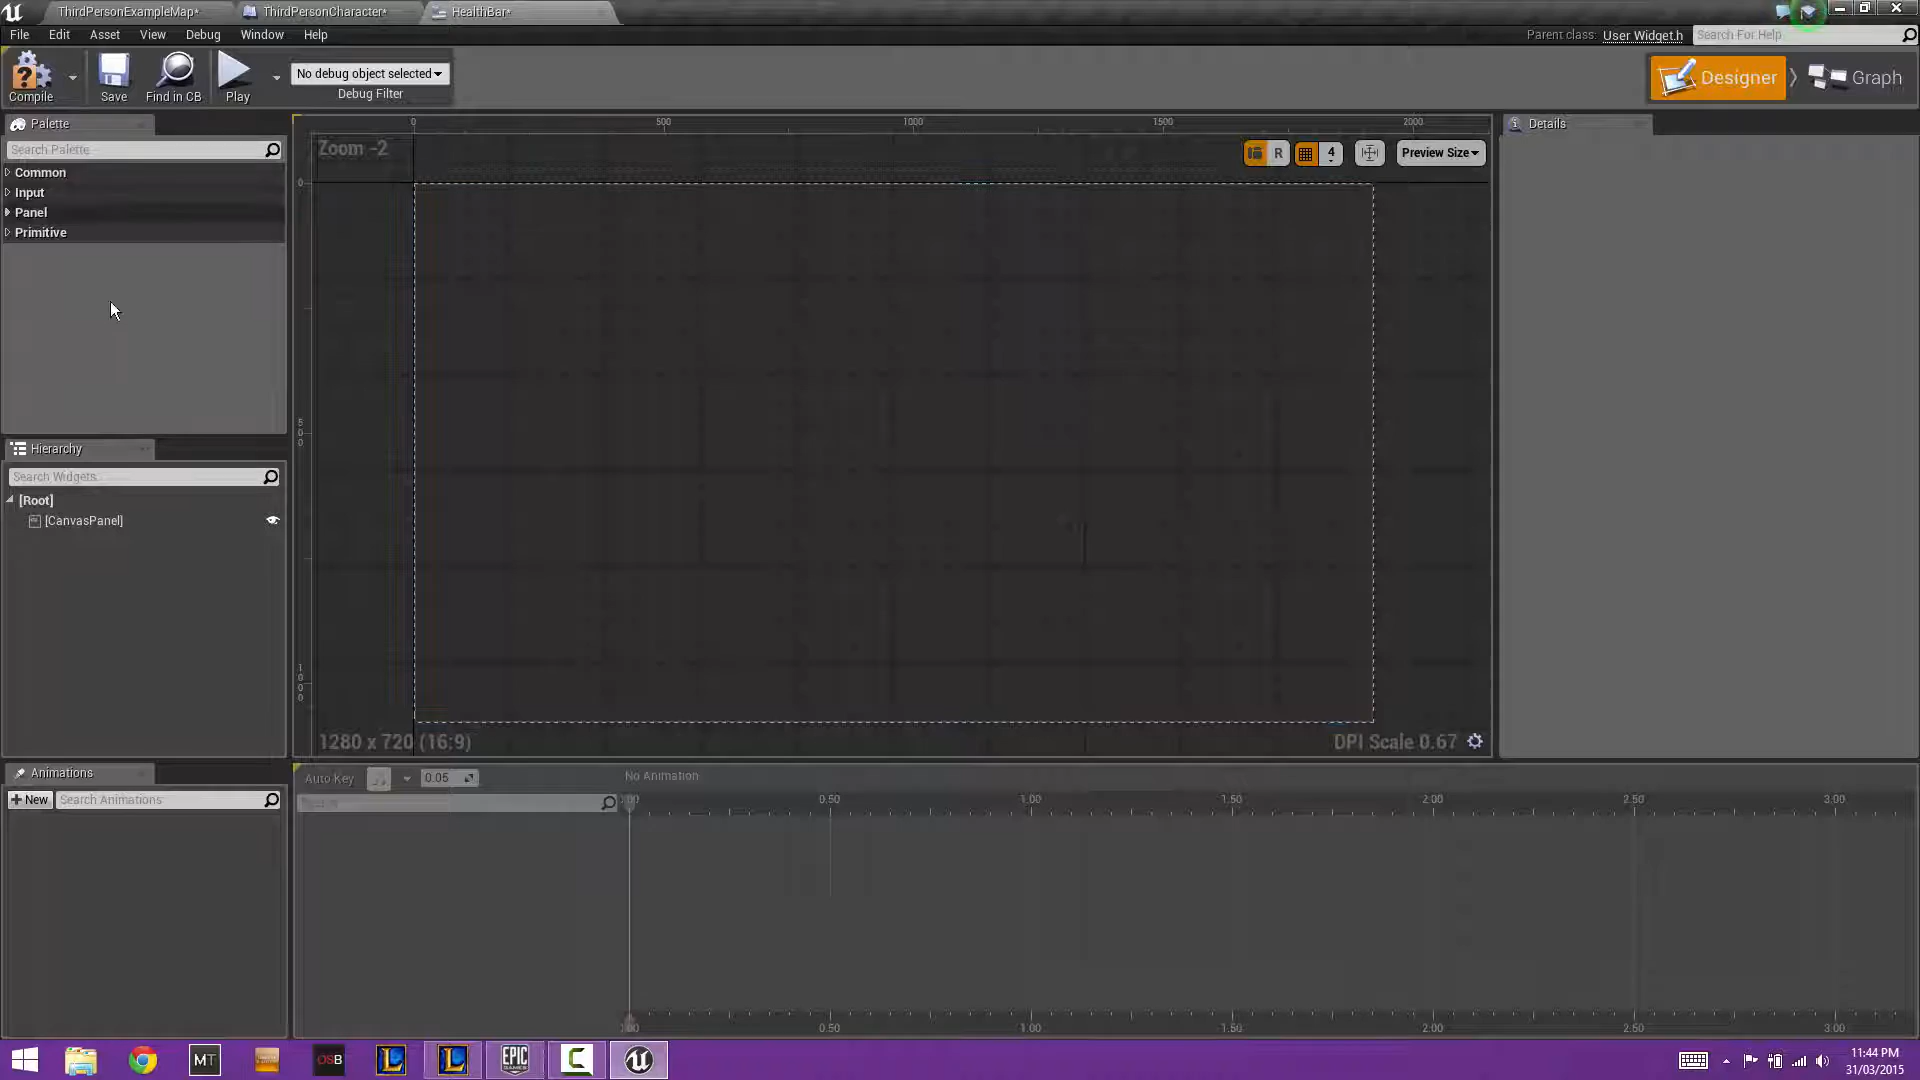 ThirdPersonExampleMap*
ThirdPersonCharacter*
HealthBar*
File Edit Asset View Debug Window Help
Parent class: User Widget.h
Search For Help
Compile
Save
Find in CB
Play
No debug object selected
Debug Filter
Designer
Graph
Palette
Search Palette
Common
Input
Panel
Primitive
Hierarchy
Search Widgets
[Root]
[CanvasPanel]
0 500 1000 1500 2000
Zoom -2
R
4
Preview Size
0
500
1000
1280 x 720 (16:9)
DPI Scale 0.67
Details
Animations
New
Search Animations
Auto Key
0.05
No Animation
0.50 1.00 1.50 2.00 2.50 3.00
0.50 1.00 1.50 2.00 2.50 3.00
MT
OSB
L
L
EPIC
GAMES
C
11:44 PM
31/03/2015